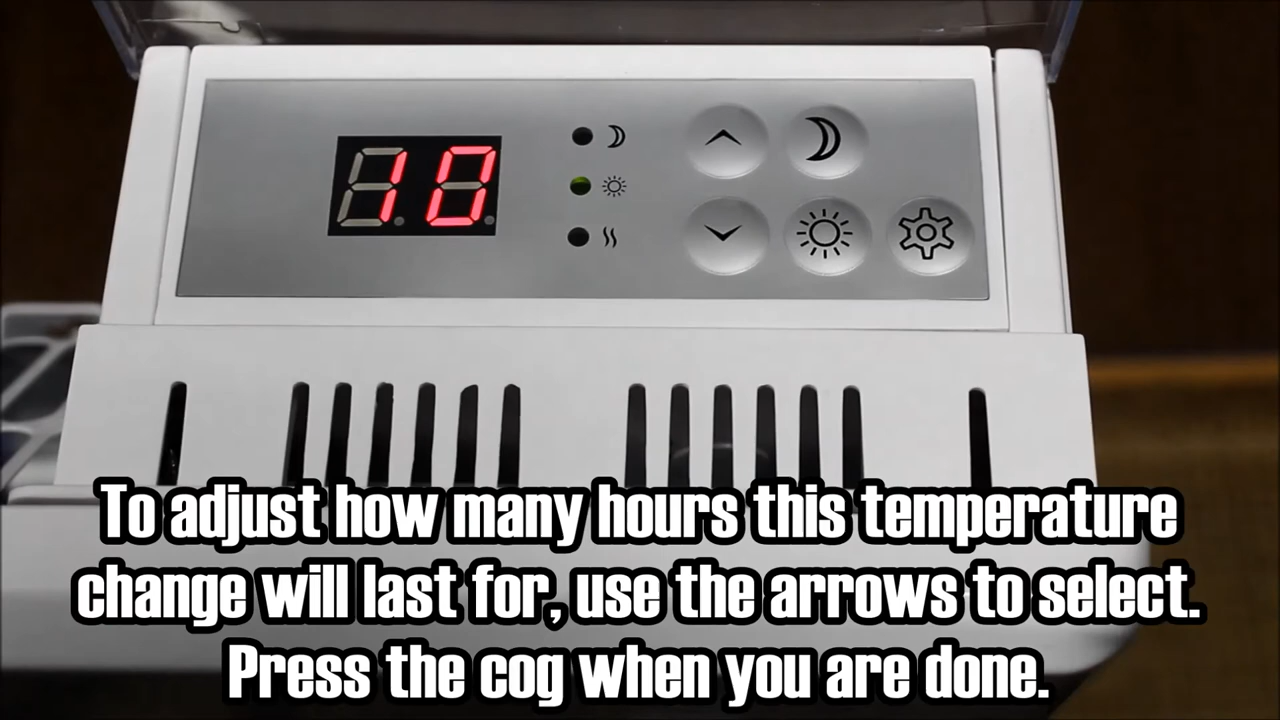 10
To adjust how many hours this temperature
change will last for, use the arrows to select.
Press the cog when you are done.